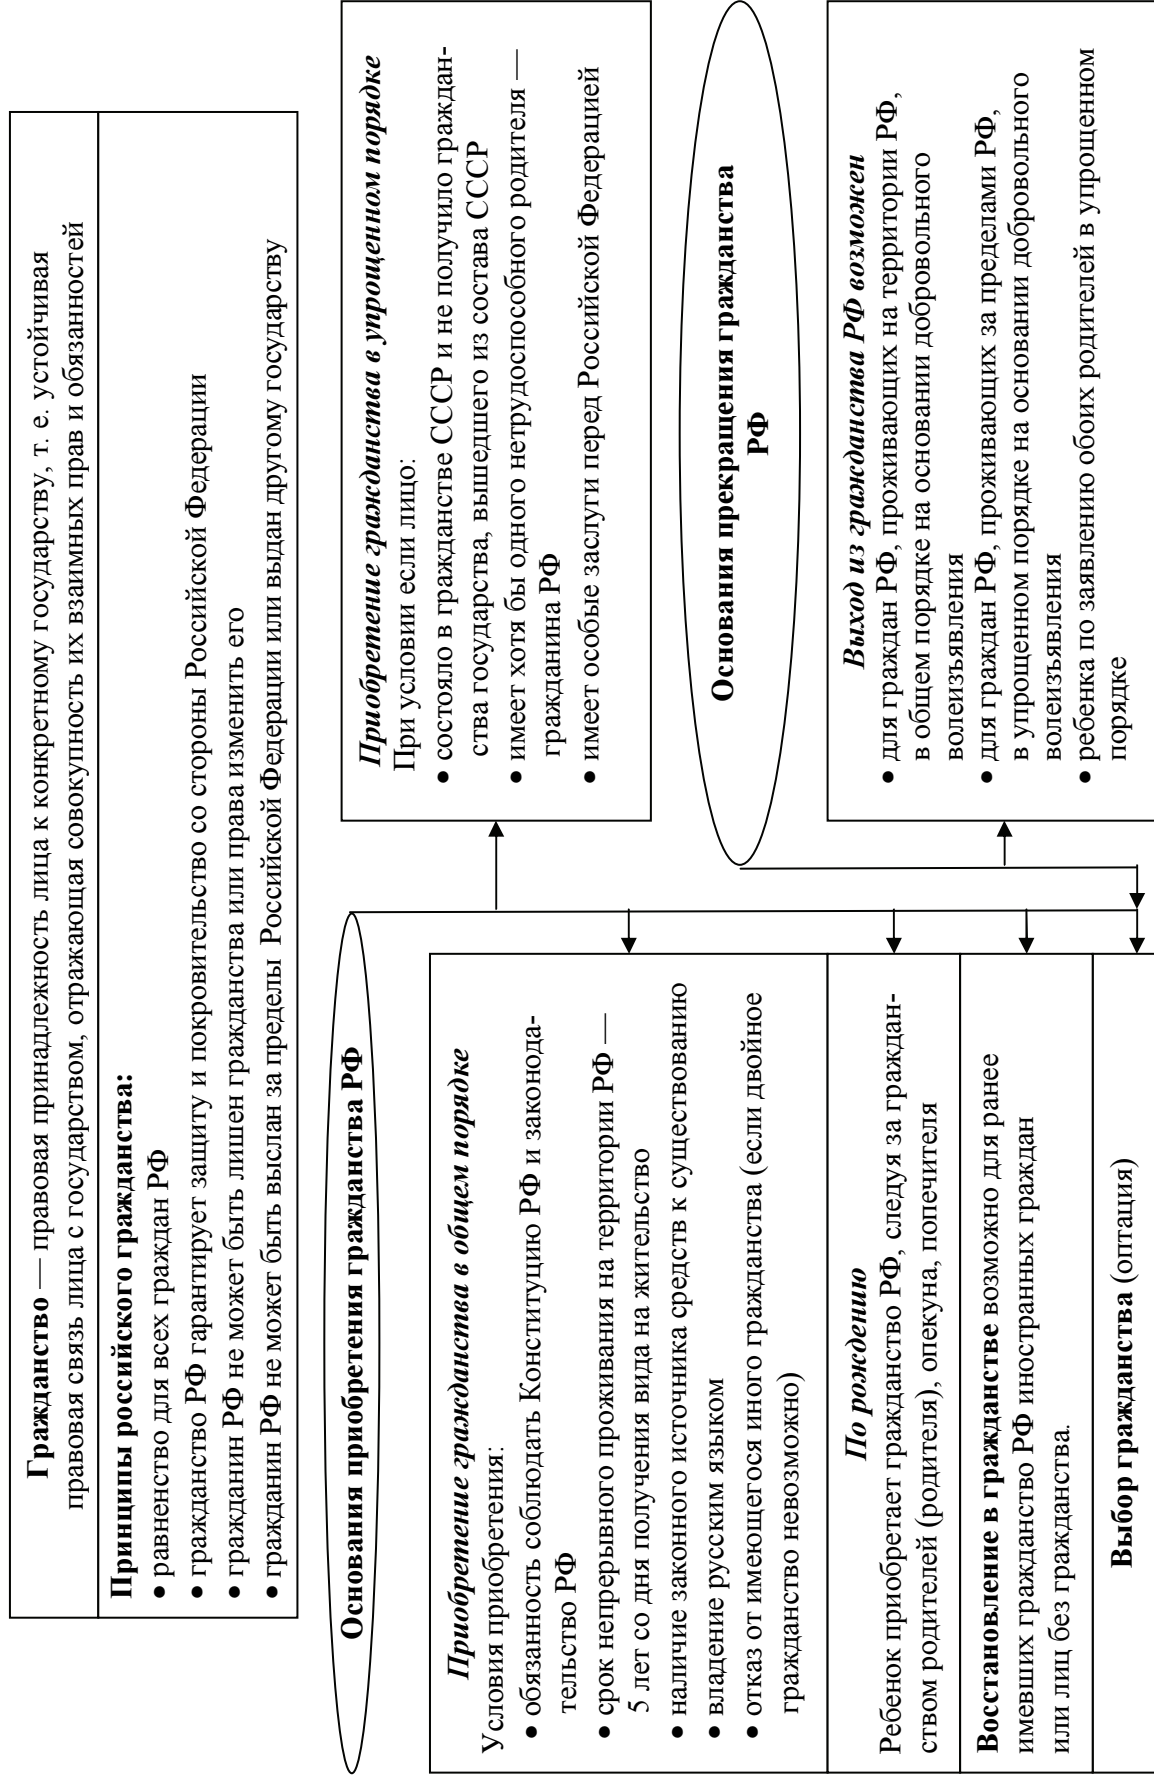 Гражданство — правовая принадлежность лица к конкретному государству, т. е. устойчивая
правовая связь лица с государством, отражающая совокупность их взаимных прав и обязанностей
Принципы российского гражданства:
• равненство для всех граждан РФ
• гражданство РФ гарантирует защиту и покровительство со стороны Российской Федерации
• гражданин РФ не может быть лишен гражданства или права изменить его
• гражданин РФ не может быть выслан за пределы Российской Федерации или выдан другому государству
Основания приобретения гражданства РФ
Приобретение гражданства в общем порядке
Условия приобретения:
• обязанность соблюдать Конституцию РФ и законода-
тельство РФ
• срок непрерывного проживания на территории РФ —
5 лет со дня получения вида на жительство
• наличие законного источника средств к существованию
• владение русским языком
• отказ от имеющегося иного гражданства (если двойное
гражданство невозможно)
По рождению
Ребенок приобретает гражданство РФ, следуя за граждан-
ством родителей (родителя), опекуна, попечителя
Восстановление в гражданстве возможно для ранее
имевших гражданство РФ иностранных граждан
или лиц без гражданства.
Выбор гражданства (оптация)
Приобретение гражданства в упрощенном порядке
При условии если лицо:
• состояло в гражданстве СССР и не получило граждан-
ства государства, вышедшего из состава СССР
• имеет хотя бы одного нетрудоспособного родителя —
гражданина РФ
• имеет особые заслуги перед Российской Федерацией
Основания прекращения гражданства
РФ
Выход из гражданства РФ возможен
• для граждан РФ, проживающих на территории РФ,
в общем порядке на основании добровольного
волеизъявления
• для граждан РФ, проживающих за пределами РФ,
в упрощенном порядке на основании добровольного
волеизъявления
• ребенка по заявлению обоих родителей в упрощенном
порядке